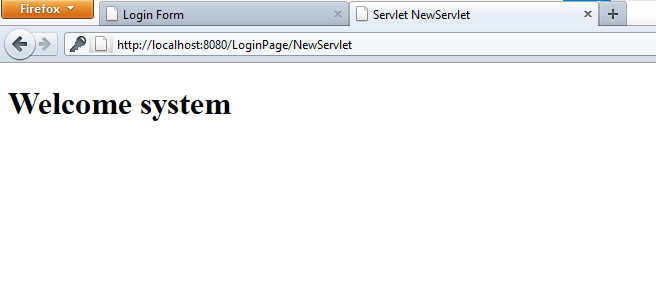 Firefox
Login Form
Servlet NewServlet
http://localhost:8080/LoginPage/NewServlet
Welcome system